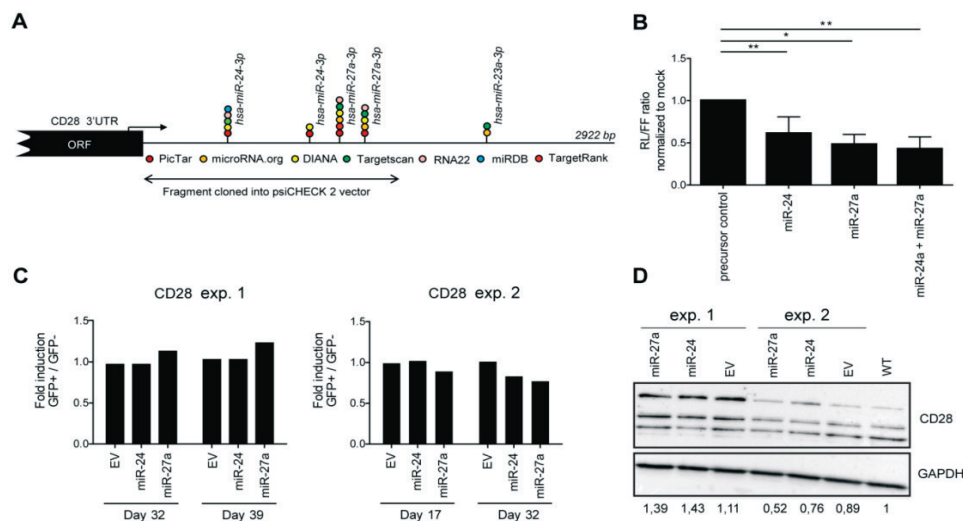 A
hsa-miR-24-3p
hsa-miR-24-3p
hsa-miR-27a-3p
hsa-miR-27a-3p
hsa-miR-23a-3p
CD28 3'UTR
ORF
2922 bp
PicTar microRNA.org DIANA Targetscan RNA22 miRDB TargetRank
Fragment cloned into psiCHECK 2 vector
B
**
*
**
RL/FF ratio
normalized to mock
1.5
1.0
0.5
0.0
precursor control
miR-24
miR-27a
miR-24a + miR-27a
C
CD28 exp. 1
Fold induction
GFP+ / GFP-
1.5
1.0
0.5
0.0
EV
miR-24
miR-27a
EV
miR-24
miR-27a
Day 32
Day 39
CD28 exp. 2
Fold induction
GFP+ / GFP-
1.5
1.0
0.5
0.0
EV
miR-24
miR-27a
EV
miR-24
miR-27a
Day 17
Day 32
D
exp. 1 exp. 2
miR-27a
miR-24
EV
miR-27a
miR-24
EV
WT
CD28
GAPDH
1,39 1,43 1,11 0,52 0,76 0,89 1